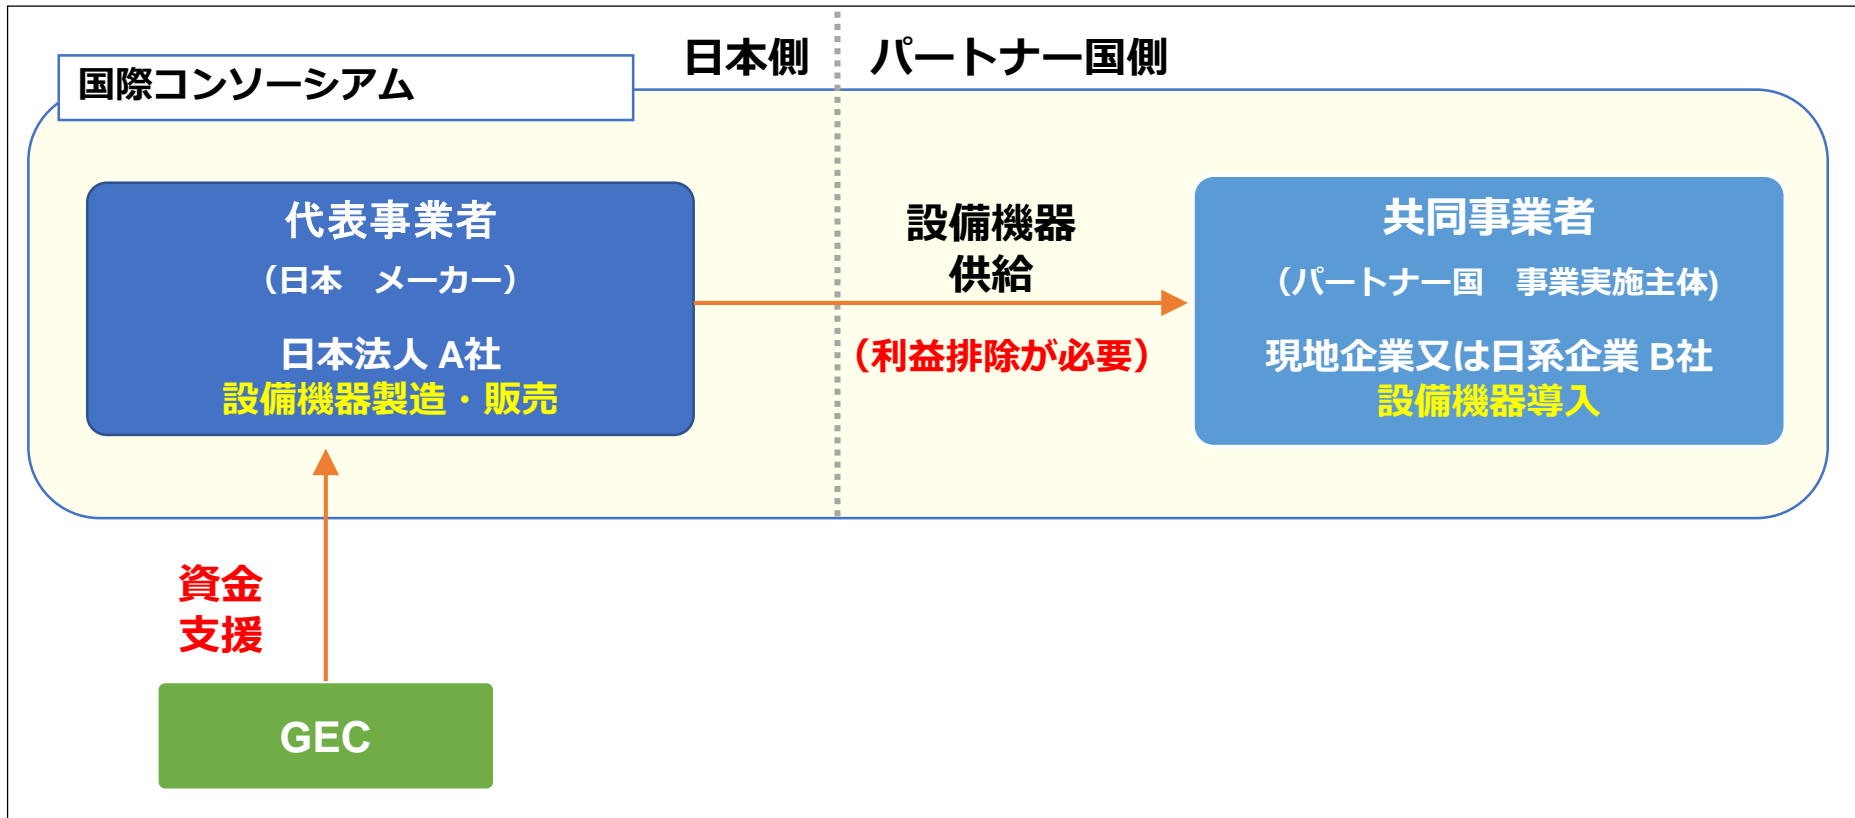 日本側
パートナー国側
国際コンソーシアム
代表事業者
（日本　メーカー）
日本法人 A社
設備機器製造・販売
設備機器
供給
（利益排除が必要）
共同事業者
（パートナー国　事業実施主体)
現地企業又は日系企業 B社
設備機器導入
資金
支援
GEC